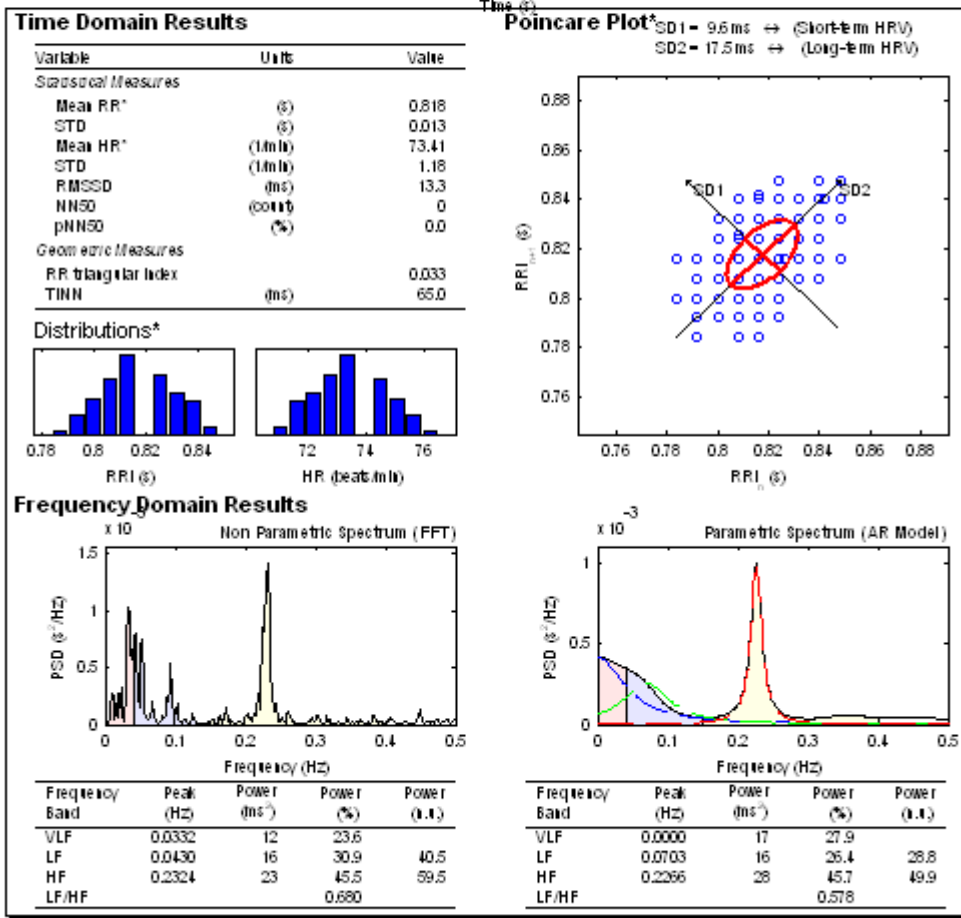 Time (s)
Time Domain Results
Variable Units Value
Statistical Measures
Mean RR* (s) 0.818
STD (s) 0.013
Mean HR* (1/min) 73.41
STD (1/min) 1.18
RMSSD (ms) 13.3
NN50 (count) 0
pNN50 (%) 0.0
Geometric Measures
RR triangular index 0.033
TINN (ms) 65.0
Distributions*
0.78 0.8 0.82 0.84
RRI (s)
72 74 76
HR (beats/min)
Poincare Plot*
SD1 = 9.6 ms ↔ (Short-term HRV)
SD2 = 17.5 ms ↔ (Long-term HRV)
0.88
0.86
0.84
0.82
0.8
0.78
0.76
RRI n+1 (s)
SD1
SD2
0.76 0.78 0.8 0.82 0.84 0.86 0.88
RRI n (s)
Frequency Domain Results
x 10
Non Parametric Spectrum (FFT)
1.5
1
0.5
0
PSD (s²/Hz)
0 0.1 0.2 0.3 0.4 0.5
Frequency (Hz)
Frequency Peak Power Power Power
Band (Hz) (ms²) (%) (n.u.)
VLF 0.0332 12 23.6
LF 0.0430 16 30.9 40.5
HF 0.2324 23 45.5 59.5
LF/HF 0.680
x 10⁻³
Parametric Spectrum (AR Model)
1
0.5
0
PSD (s²/Hz)
0 0.1 0.2 0.3 0.4 0.5
Frequency (Hz)
Frequency Peak Power Power Power
Band (Hz) (ms²) (%) (n.u.)
VLF 0.0000 17 27.9
LF 0.0703 16 26.4 28.8
HF 0.2266 28 45.7 49.9
LF/HF 0.578